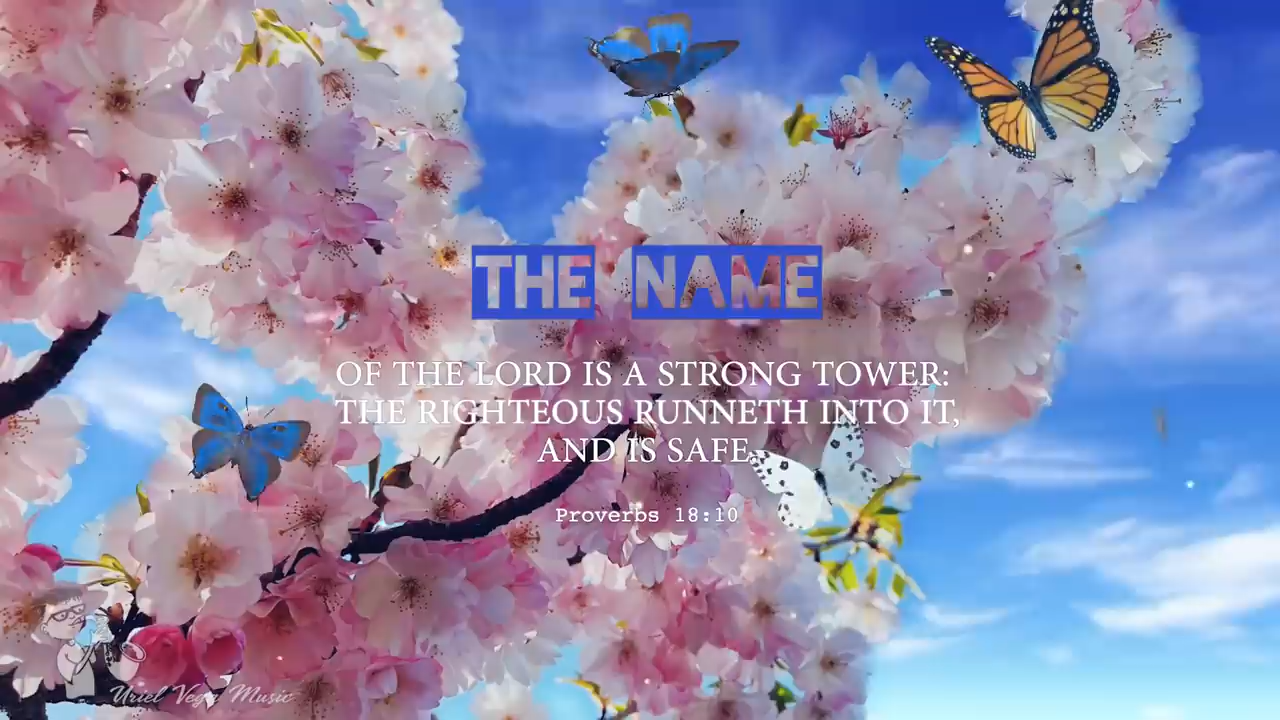 THE NAME
OF THE LORD IS A STRONG TOWER:
THE RIGHTEOUS RUNNETH INTO IT,
AND IS SAFE.
Proverbs 18:10
Uriel Vega Music